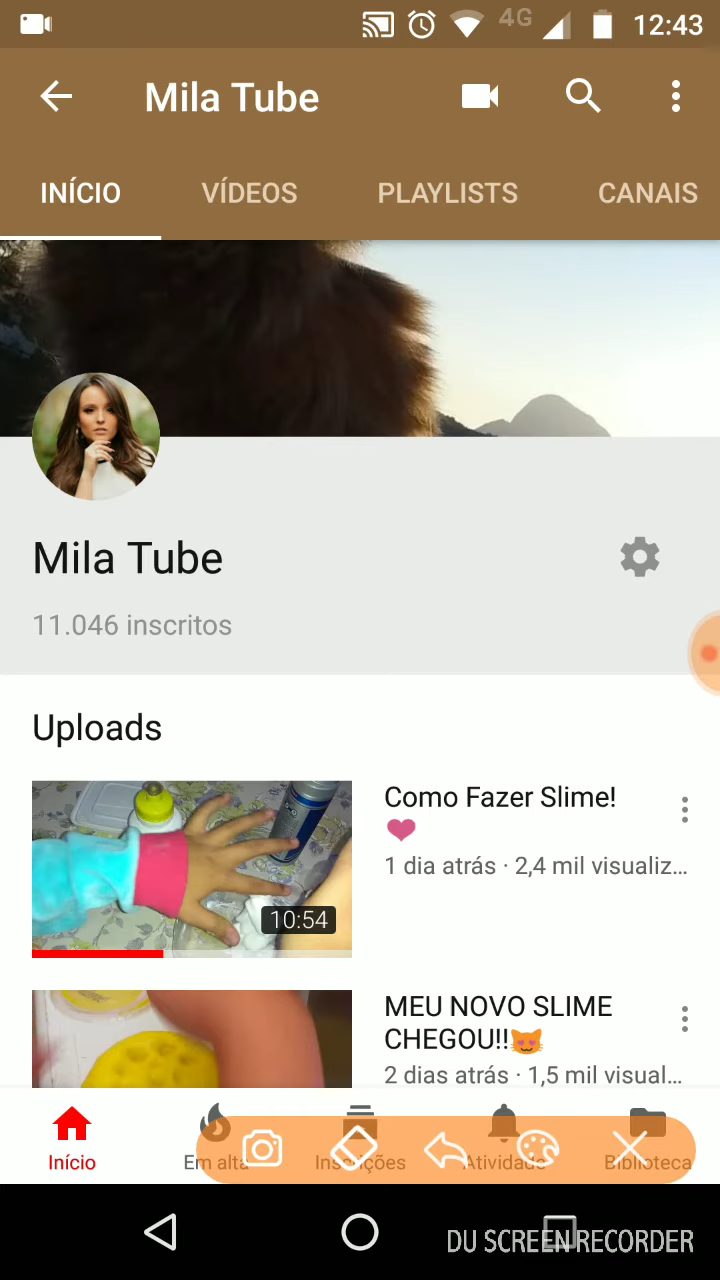 4G 12:43
Mila Tube
INÍCIO VÍDEOS PLAYLISTS CANAIS
Mila Tube
11.046 inscritos
Uploads
Como Fazer Slime!
❤
1 dia atrás · 2,4 mil visualiz...
10:54
MEU NOVO SLIME
CHEGOU!!😻
2 dias atrás · 1,5 mil visual...
Início Em alta Inscrições Atividade Biblioteca
DU SCREEN RECORDER